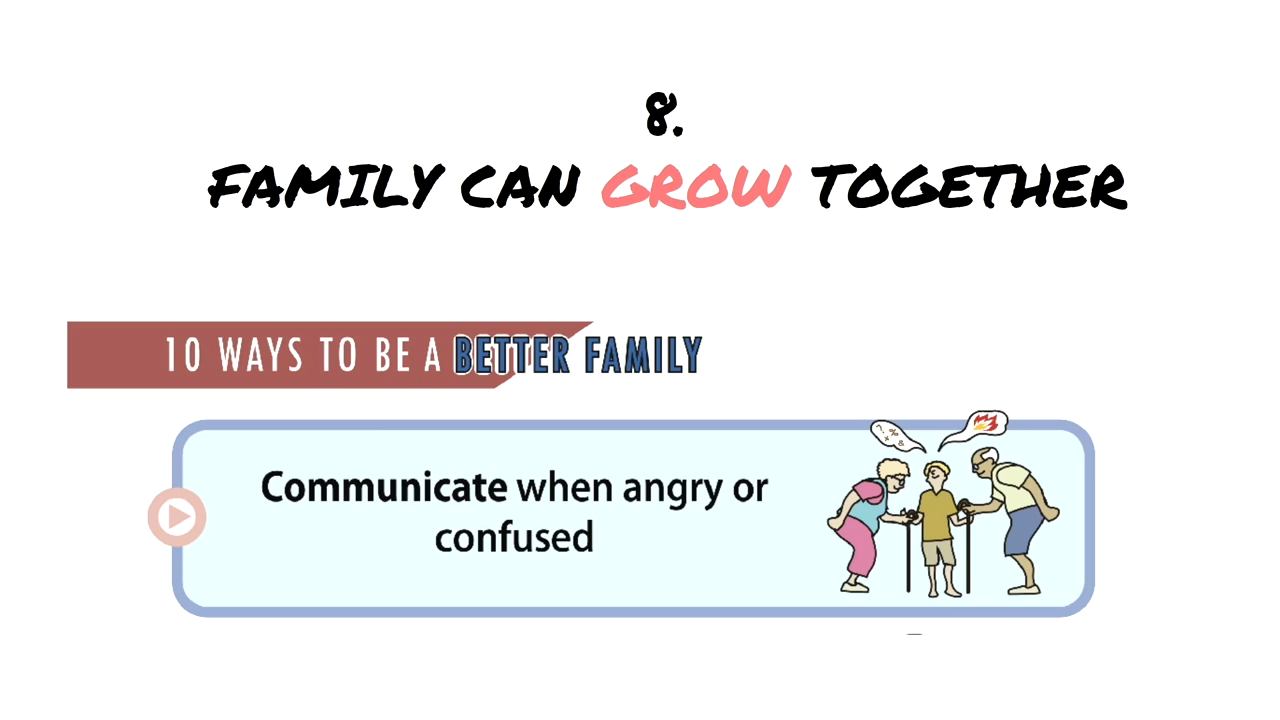 8.
FAMILY CAN GROW TOGETHER
10 WAYS TO BE A BETTER FAMILY
Communicate when angry or
confused